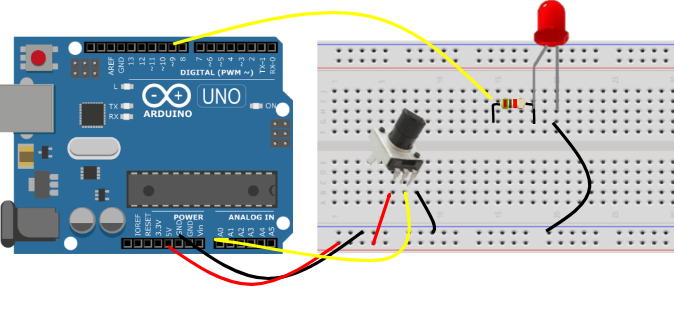 AREF
GND
13
12
~11
~10
~9
8
7
~6
~5
4
~3
2
TX-1
RX-0
DIGITAL (PWM ~)
L
TX
RX
UNO
ON
ARDUINO
POWER
ANALOG IN
IOREF
RESET
3.3V
5V
GND
GND
Vin
A0
A1
A2
A3
A4
A5